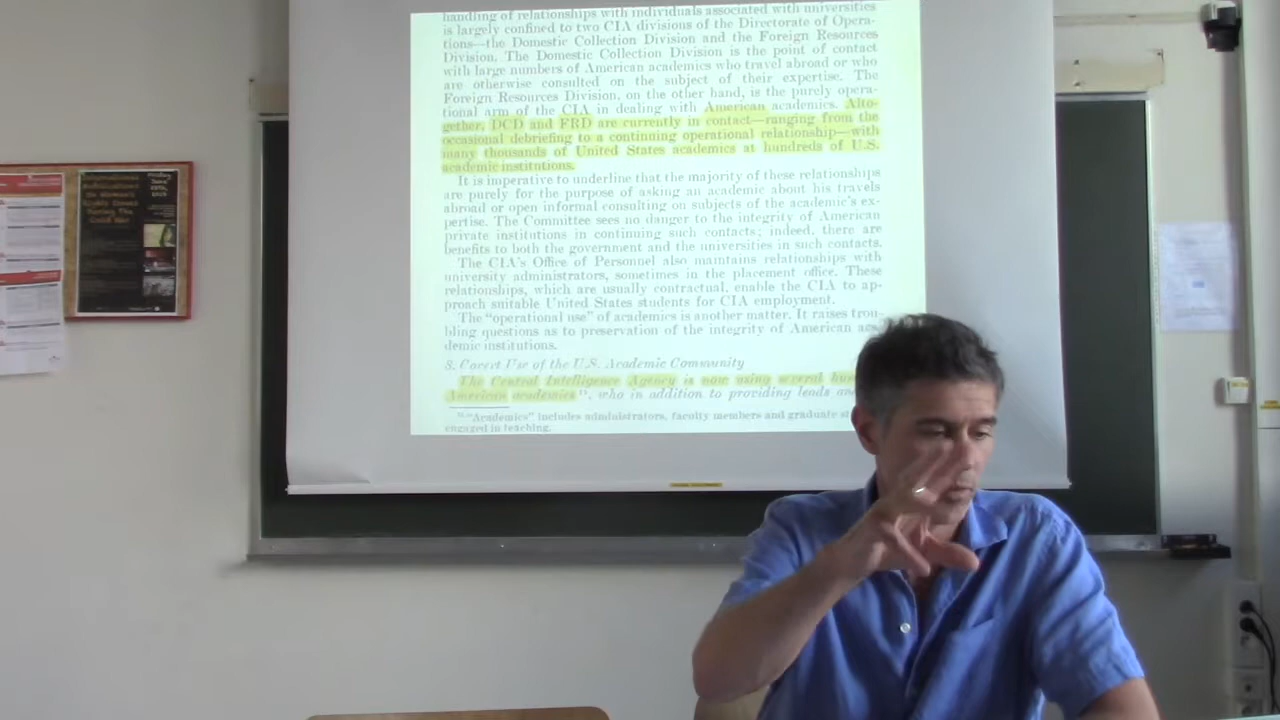 International
Mobilizations
On Women's
Rights Issues
During The
Cold War
handling of relationships with individuals associated with universities
is largely confined to two CIA divisions of the Directorate of Opera-
tions—the Domestic Collection Division and the Foreign Resources
Division. The Domestic Collection Division is the point of contact
with large numbers of American academics who travel abroad or who
are otherwise consulted on the subject of their expertise. The
Foreign Resources Division, on the other hand, is the purely opera-
tional arm of the CIA in dealing with American academics. Alto-
gether, DCD and FRD are currently in contact—ranging from the
occasional debriefing to a continuing operational relationship—with
many thousands of United States academics at hundreds of U.S.
academic institutions.
It is imperative to underline that the majority of these relationships
are purely for the purpose of asking an academic about his travels
abroad or open informal consulting on subjects of the academic's ex-
pertise. The Committee sees no danger to the integrity of American
private institutions in continuing such contacts; indeed, there are
benefits to both the government and the universities in such contacts.
The CIA's Office of Personnel also maintains relationships with
university administrators, sometimes in the placement office. These
relationships, which are usually contractual, enable the CIA to ap-
proach suitable United States students for CIA employment.
The "operational use" of academics is another matter. It raises trou-
bling questions as to preservation of the integrity of American
demic institutions.
8. Covert Use of the U.S. Academic Community
The Central Intelligence Agency is now using several
American academics, who in addition to providing leads
"Academics" includes administrators, faculty members and graduate
engaged in teaching.